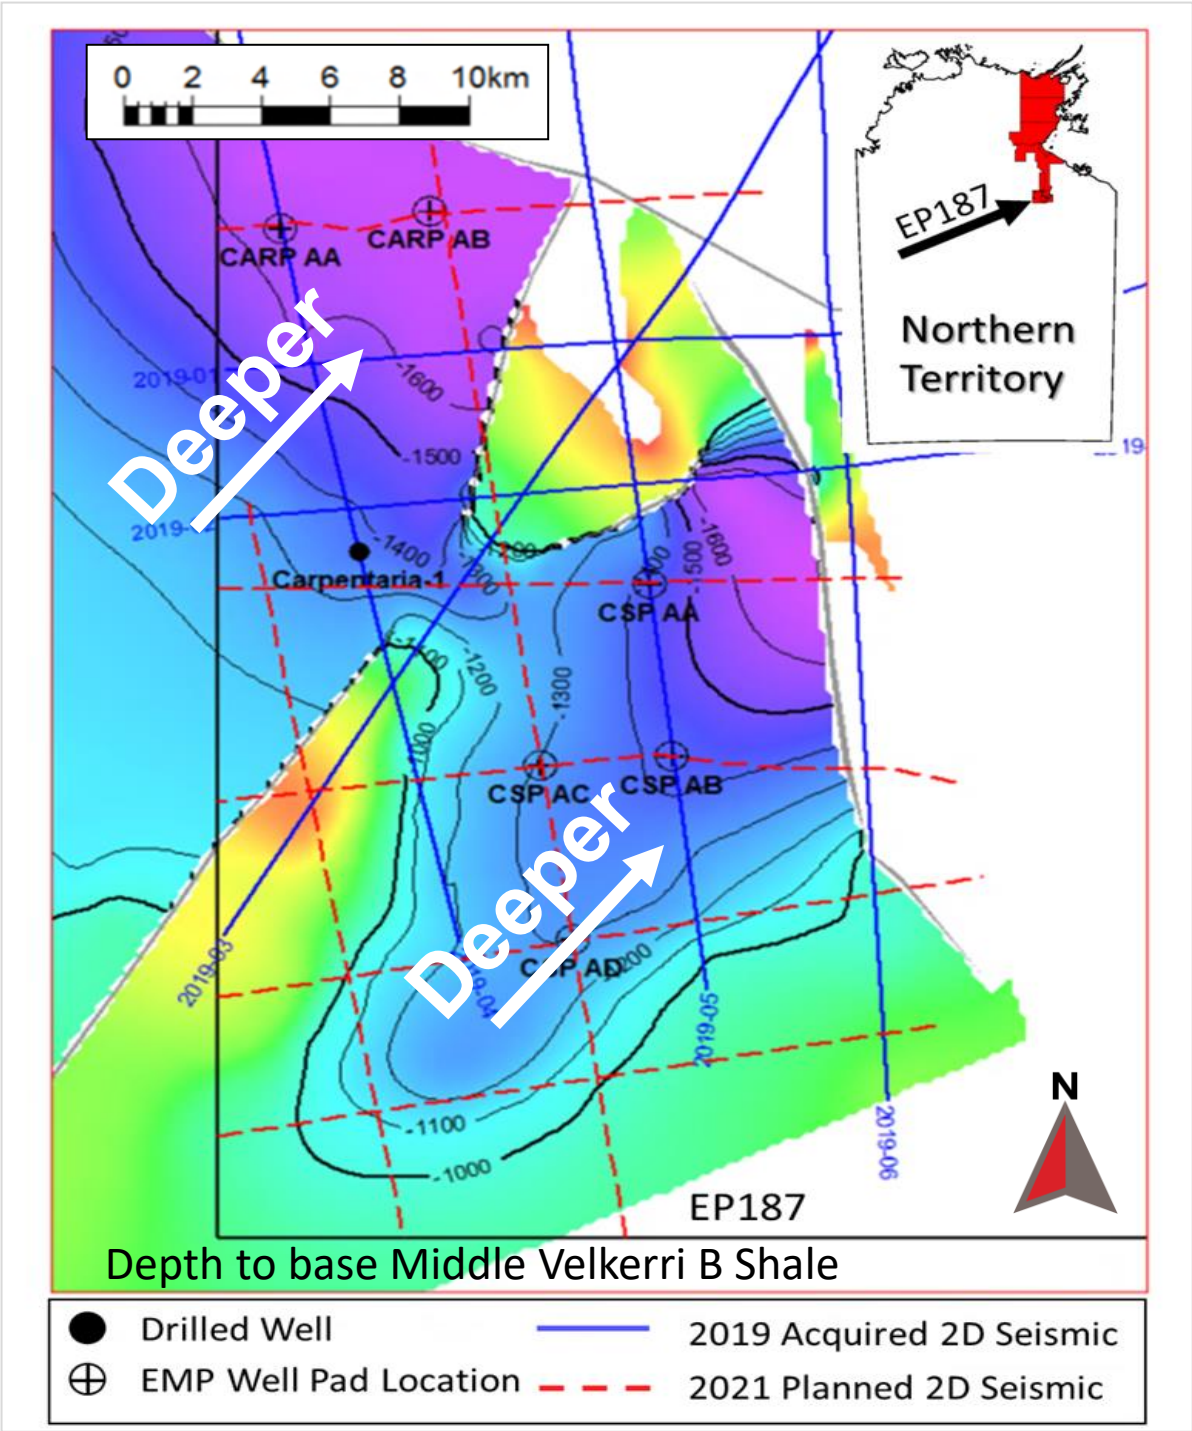 0 2 4 6 8 10km
EP187
Northern
Territory
CARP AA
CARP AB
Deeper
2019-01
-1600
-1500
-1400
-1300
Carpentaria-1
-1500
-1600
CSP AA
-1100
-1200
-1300
CSP AC
CSP AB
Deeper
CSP AD
2019-03
2019-05
2019-06
-1100
-1000
N
EP187
Depth to base Middle Velkerri B Shale
Drilled Well
2019 Acquired 2D Seismic
EMP Well Pad Location
2021 Planned 2D Seismic